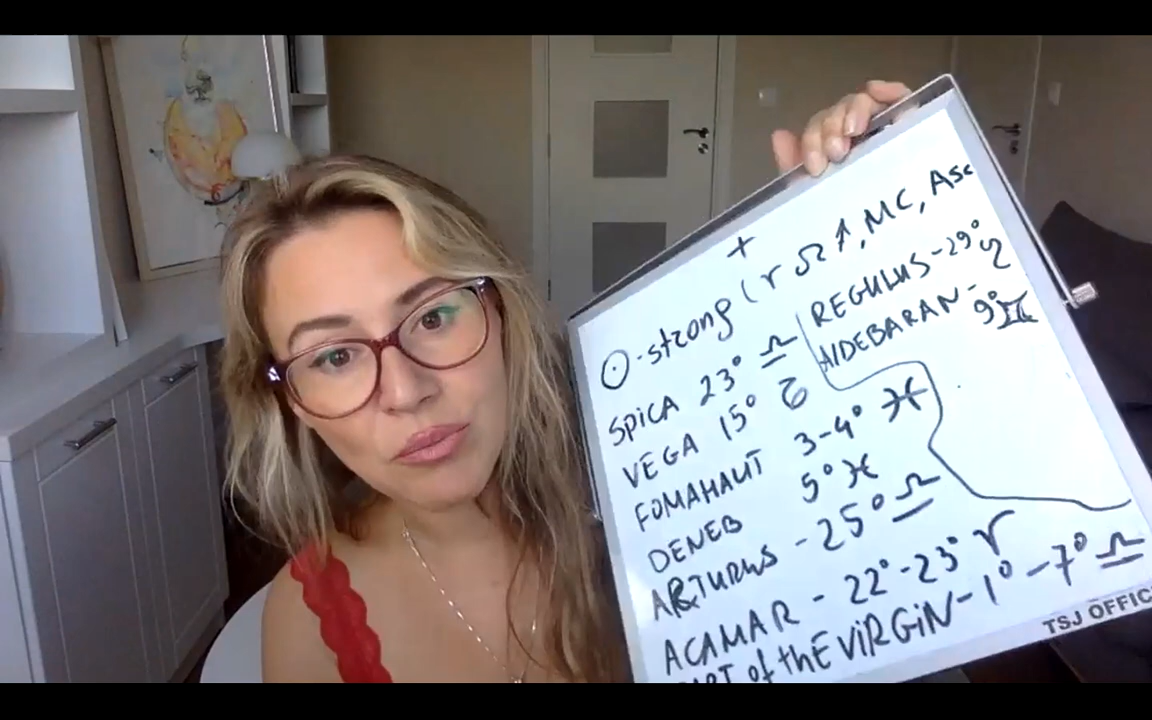 +
☉ - strong (♈ ♌ ↗, MC, Asc
SPICA 23° ♎
REGULUS - 29° ♌
VEGA 15° ♑
AlDEBARAN - 9° ♊
FOMAHAUT 3-4° ♓
DENEB 5° ♓
ARTURUS - 25° ♎
ACAMAR - 22° - 23° ♈
of thE ViRGiN - 1° - 7° ♎
TSJ OFFIC